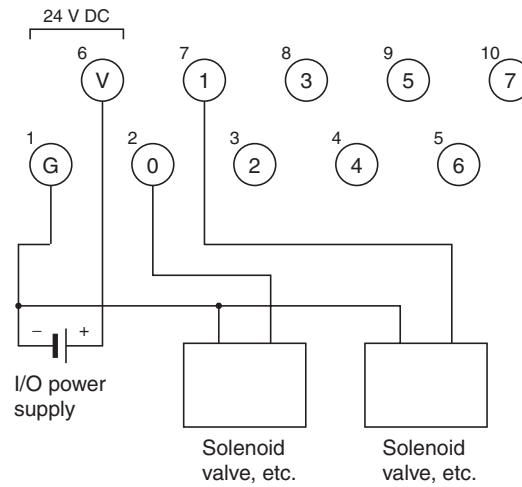 24 V DC
6 V 7 1 8 3 9 5 10 7
1 G 2 0 3 2 4 4 5 6
− +
I/O power
supply
Solenoid
valve, etc.
Solenoid
valve, etc.